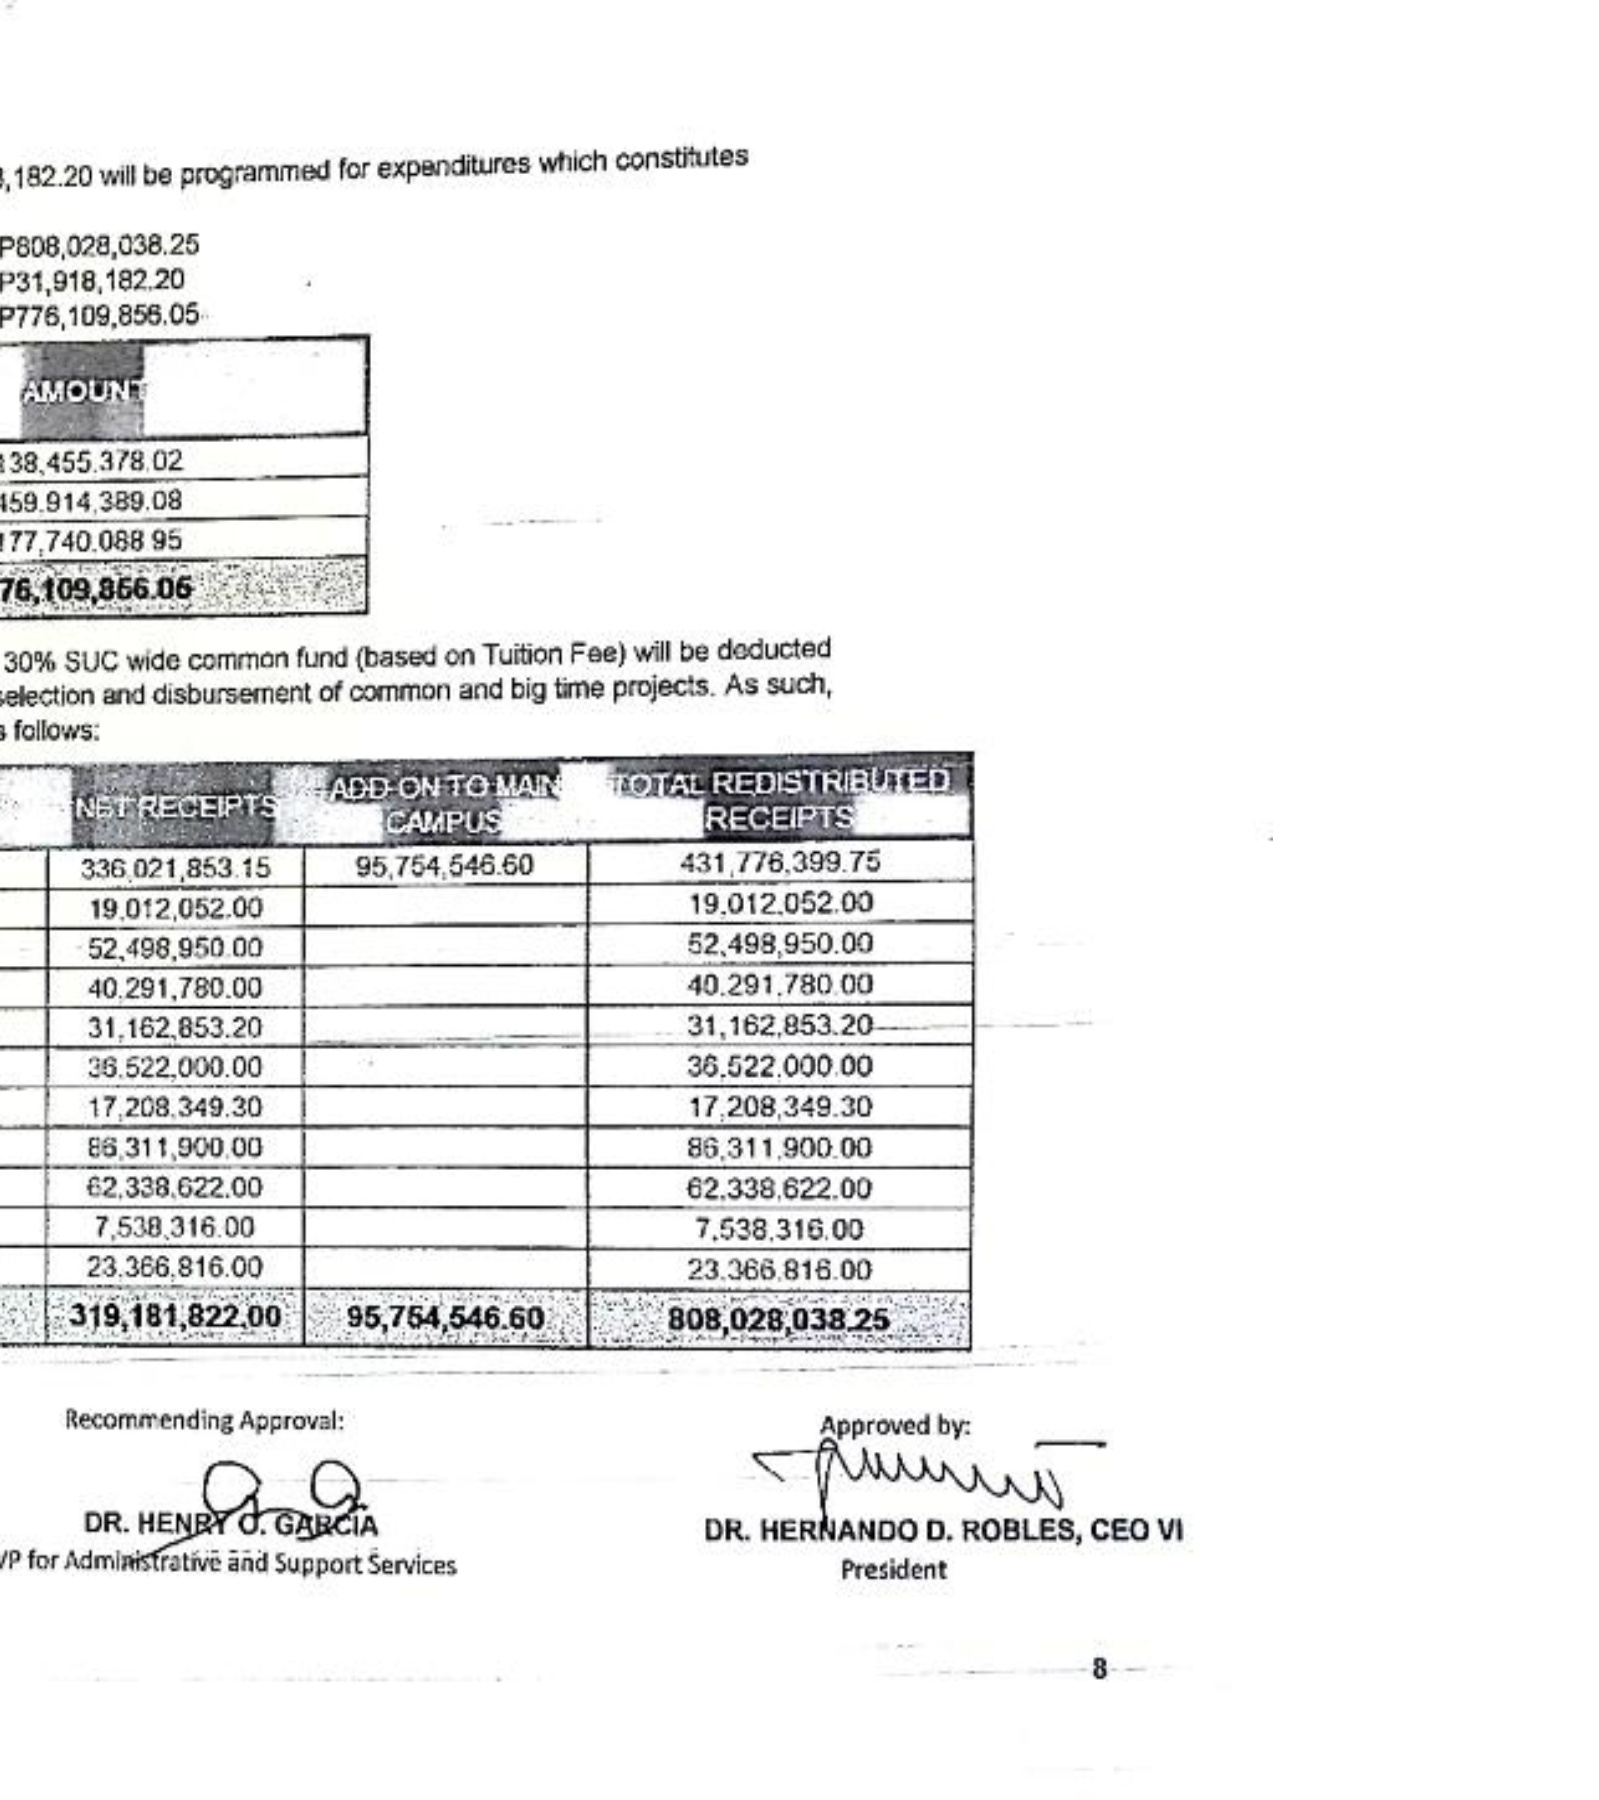 ,182.20 will be programmed for expenditures which constitutes
P808,028,038.25
P31,918,182.20
P776,109,856.05
AMOUNT
38,455.378.02
459.914,389.08
177,740.088 95
76,109,856.05
30% SUC wide common fund (based on Tuition Fee) will be deducted
selection and disbursement of common and big time projects. As such,
s follows:
NET RECEIPTS ADD-ON TO MAIN CAMPUS TOTAL REDISTRIBUTED RECEIPTS
336,021,853.15 95,754,546.60 431,776,399.75
19,012,052.00 19,012,052.00
52,498,950.00 52,498,950.00
40.291,780.00 40.291,780.00
31,162,853.20 31,162,853.20
36.522,000.00 36.522,000.00
17,208,349.30 17,208,349.30
86,311,900.00 86,311,900.00
62,338,622.00 62,338,622.00
7,538,316.00 7,538,316.00
23.366,816.00 23.366,816.00
319,181,822.00 95,754,546.60 808,028,038.25
Recommending Approval: Approved by:
DR. HENRY O. GARCIA DR. HERNANDO D. ROBLES, CEO VI
VP for Administrative and Support Services President
8